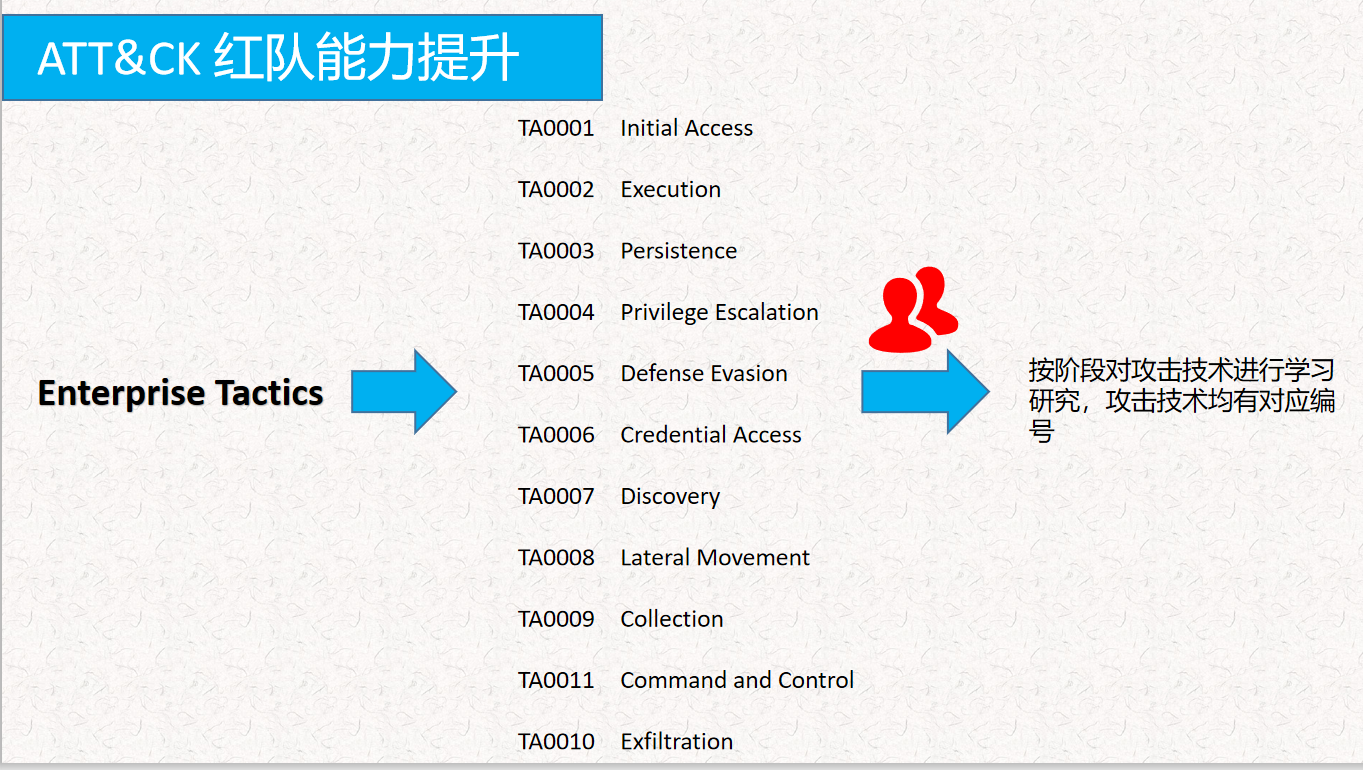 ATT&CK 红队能力提升
Enterprise Tactics
TA0001 Initial Access
TA0002 Execution
TA0003 Persistence
TA0004 Privilege Escalation
TA0005 Defense Evasion
TA0006 Credential Access
TA0007 Discovery
TA0008 Lateral Movement
TA0009 Collection
TA0011 Command and Control
TA0010 Exfiltration
按阶段对攻击技术进行学习
研究，攻击技术均有对应编
号